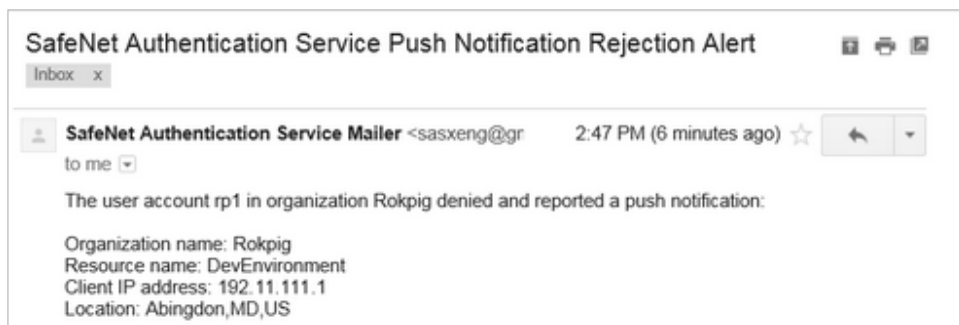 SafeNet Authentication Service Push Notification Rejection Alert
Inbox x
SafeNet Authentication Service Mailer <sasxeng@gr 2:47 PM (6 minutes ago)
to me
The user account rp1 in organization Rokpig denied and reported a push notification:
Organization name: Rokpig
Resource name: DevEnvironment
Client IP address: 192.11.111.1
Location: Abingdon,MD,US